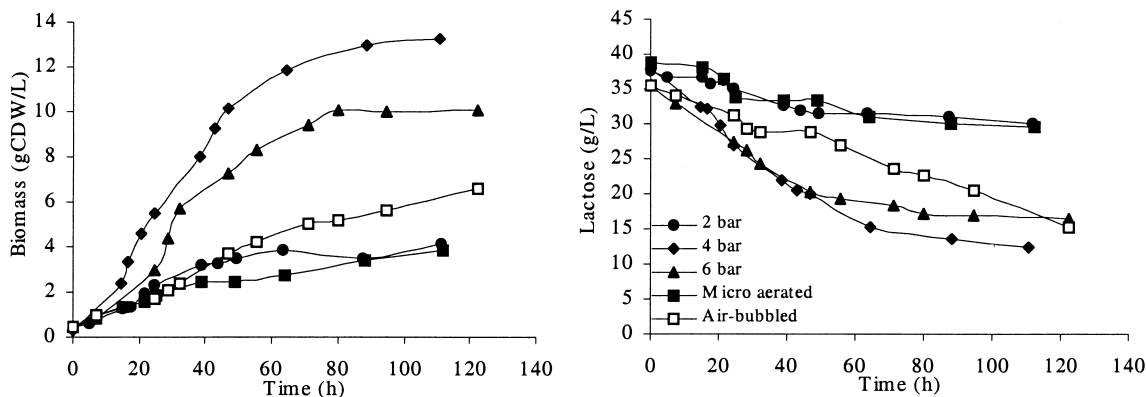 14
12
10
8
6
4
2
0
Biomass (gCDW/L)
0 20 40 60 80 100 120 140
Time (h)
45
40
35
30
25
20
15
10
5
0
Lactose (g/L)
2 bar
4 bar
6 bar
Micro aerated
Air-bubbled
0 20 40 60 80 100 120 140
Time (h)